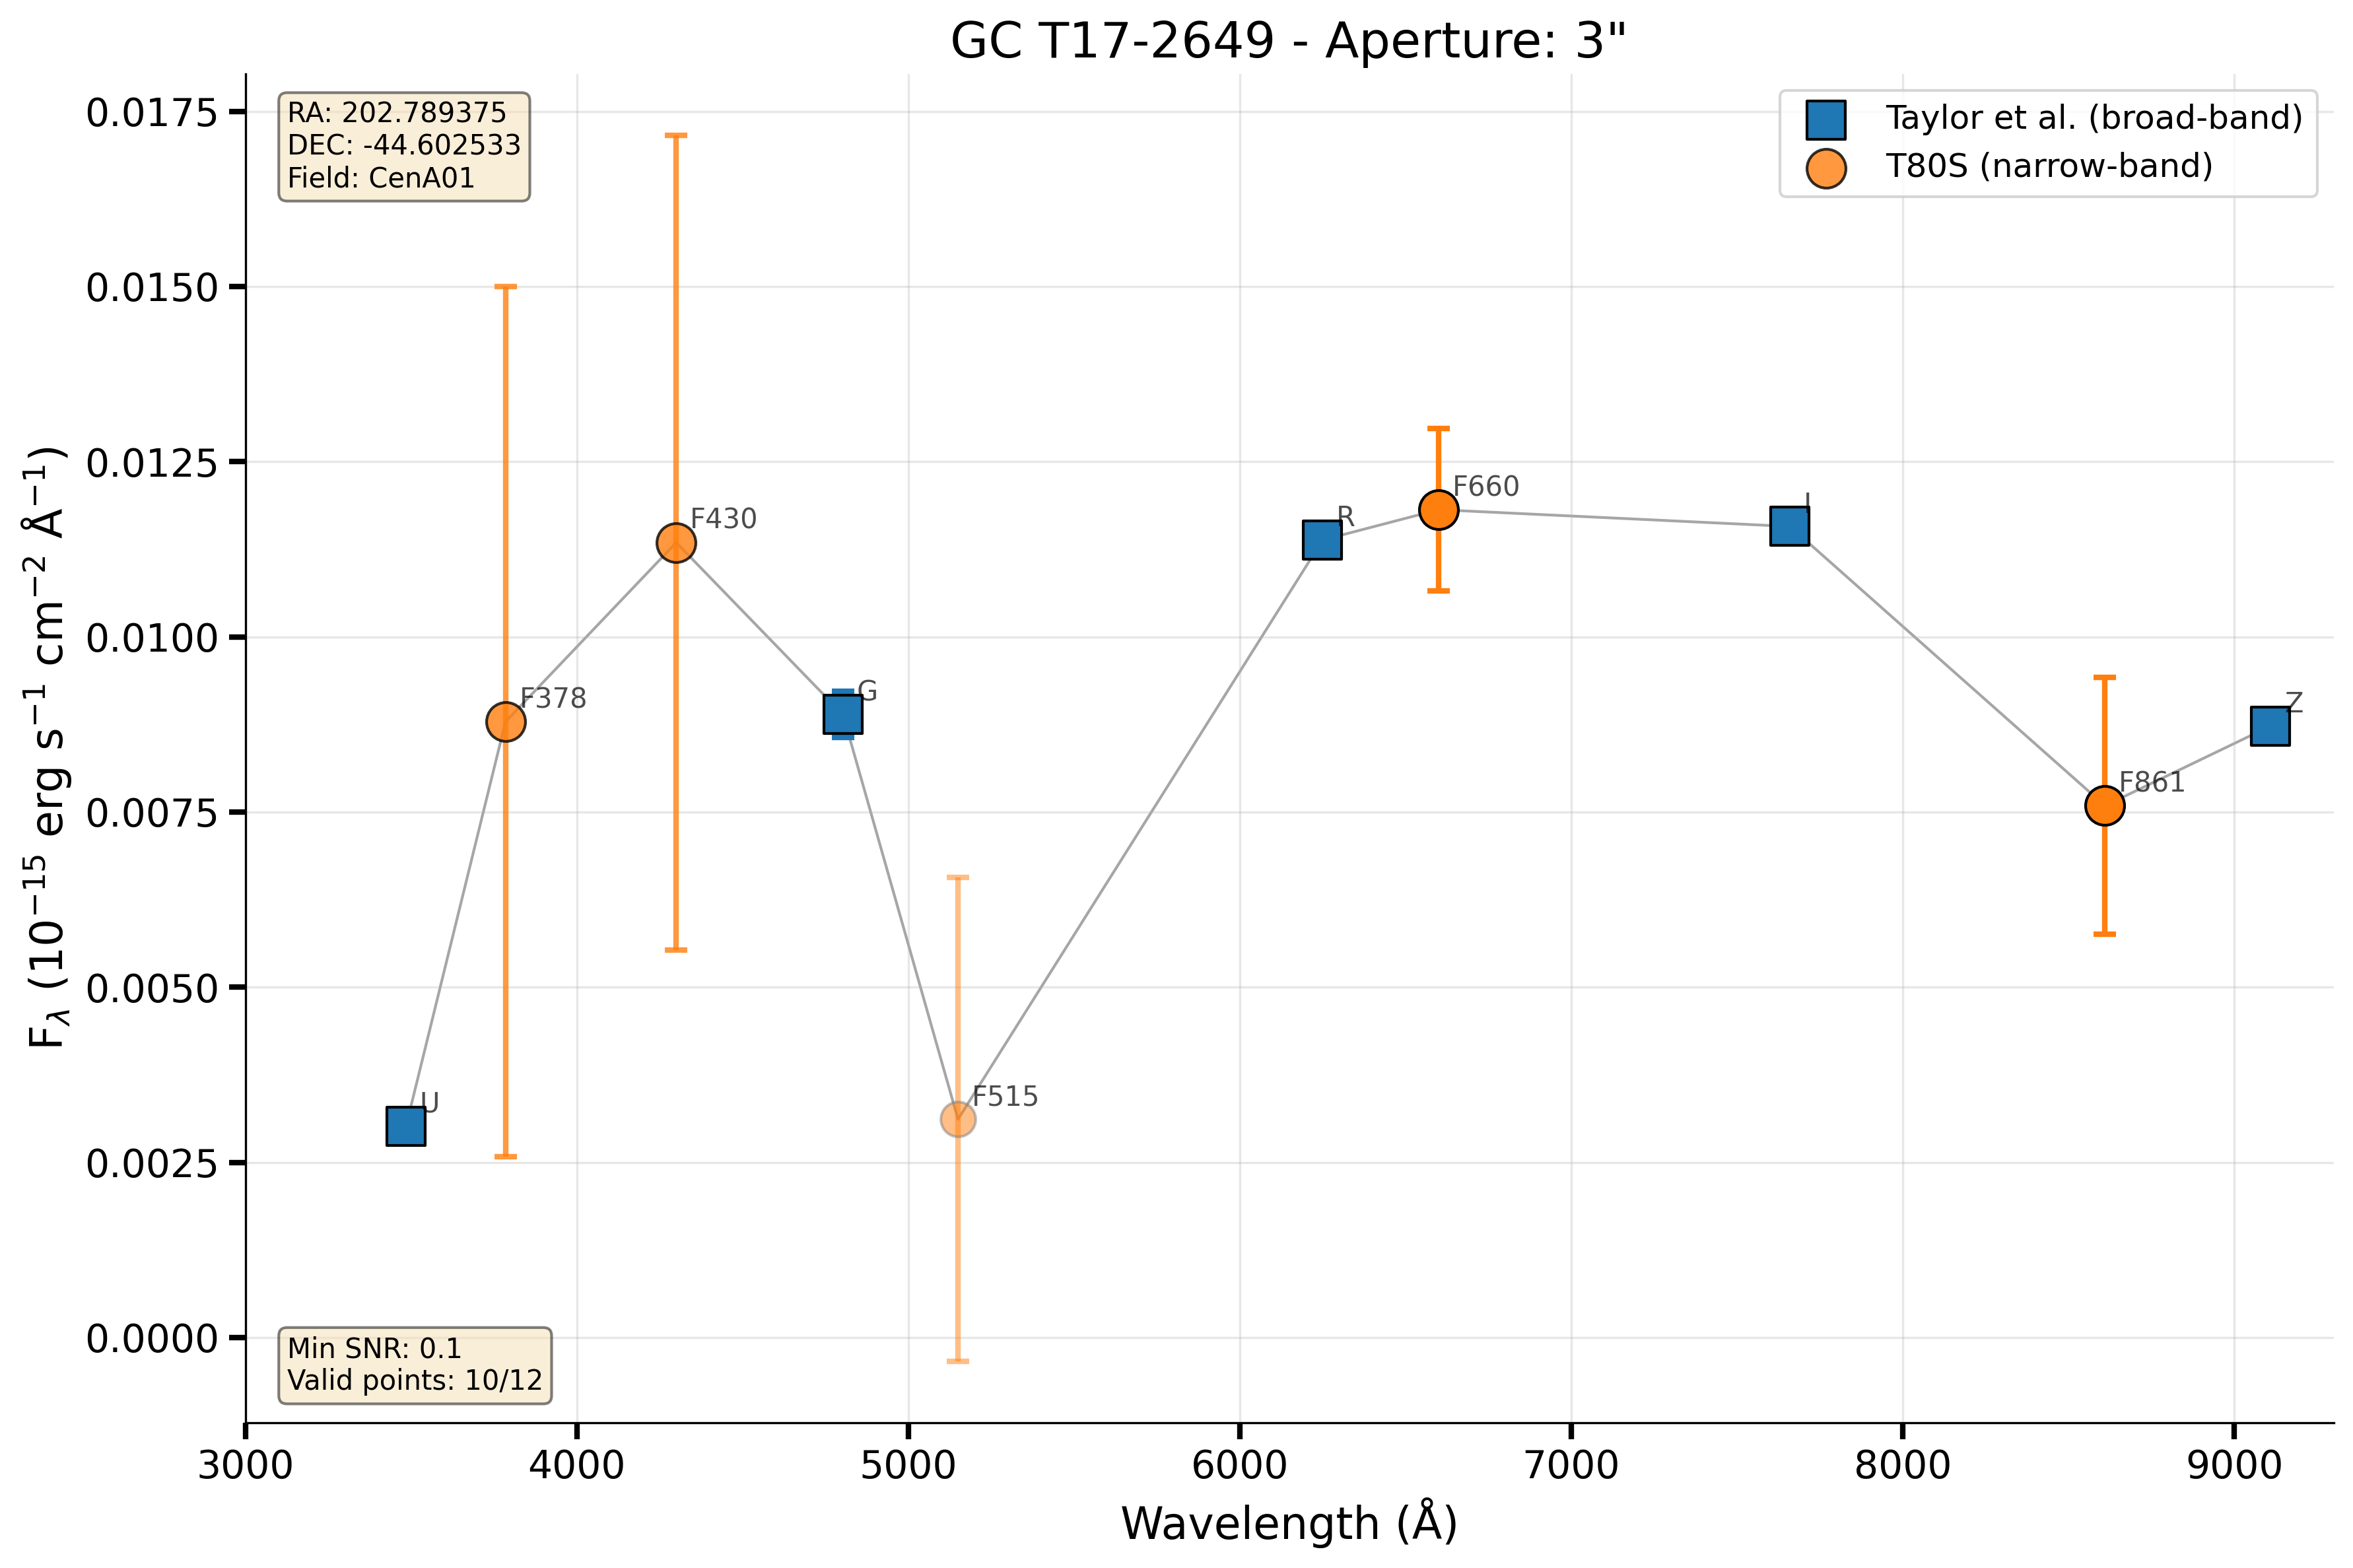 GC T17-2649 - Aperture: 3"
RA: 202.789375
DEC: -44.602533
Field: CenA01
Taylor et al. (broad-band)
T80S (narrow-band)
0.0175
0.0150
0.0125
0.0100
0.0075
0.0050
0.0025
0.0000
F_λ (10⁻¹⁵ erg s⁻¹ cm⁻² Å⁻¹)
U
F378
F430
G
F515
R
F660
I
F861
Z
Min SNR: 0.1
Valid points: 10/12
3000 4000 5000 6000 7000 8000 9000
Wavelength (Å)